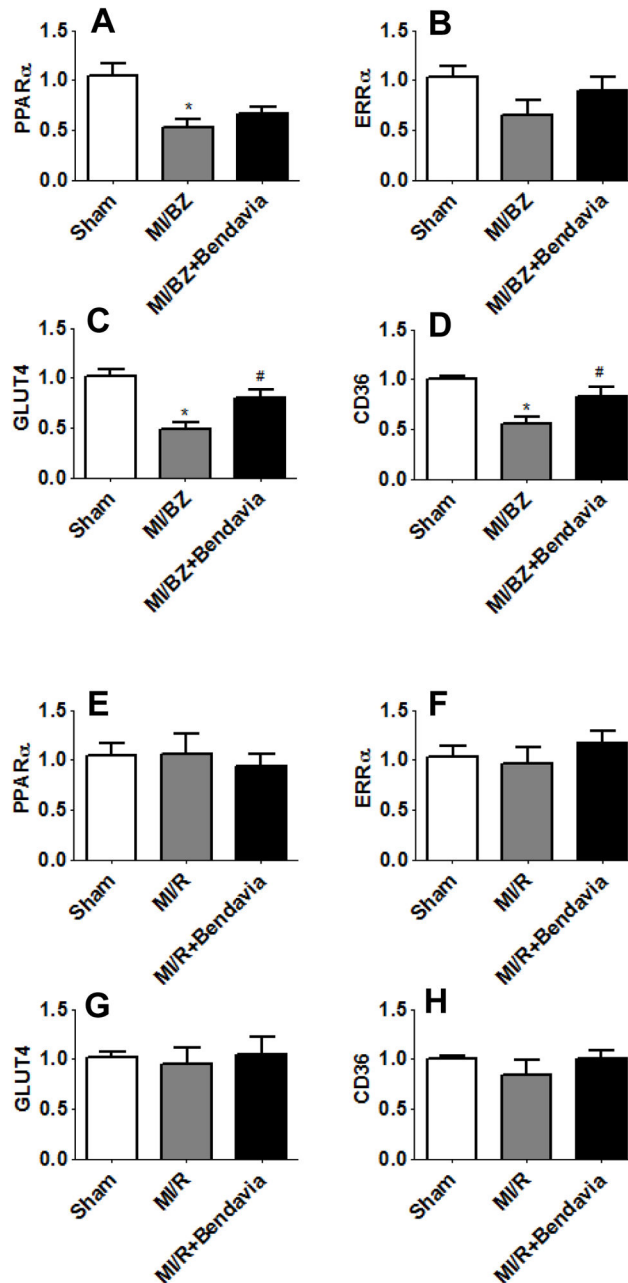 A
PPARα
1.5
1.0
0.5
0.0
*
Sham
MI/BZ
MI/BZ+Bendavia
B
ERRα
1.5
1.0
0.5
0.0
Sham
MI/BZ
MI/BZ+Bendavia
C
GLUT4
1.5
1.0
0.5
0.0
*
#
Sham
MI/BZ
MI/BZ+Bendavia
D
CD36
1.5
1.0
0.5
0.0
*
#
Sham
MI/BZ
MI/BZ+Bendavia
E
PPARα
1.5
1.0
0.5
0.0
Sham
MI/R
MI/R+Bendavia
F
ERRα
1.5
1.0
0.5
0.0
Sham
MI/R
MI/R+Bendavia
G
GLUT4
1.5
1.0
0.5
0.0
Sham
MI/R
MI/R+Bendavia
H
CD36
1.5
1.0
0.5
0.0
Sham
MI/R
MI/R+Bendavia